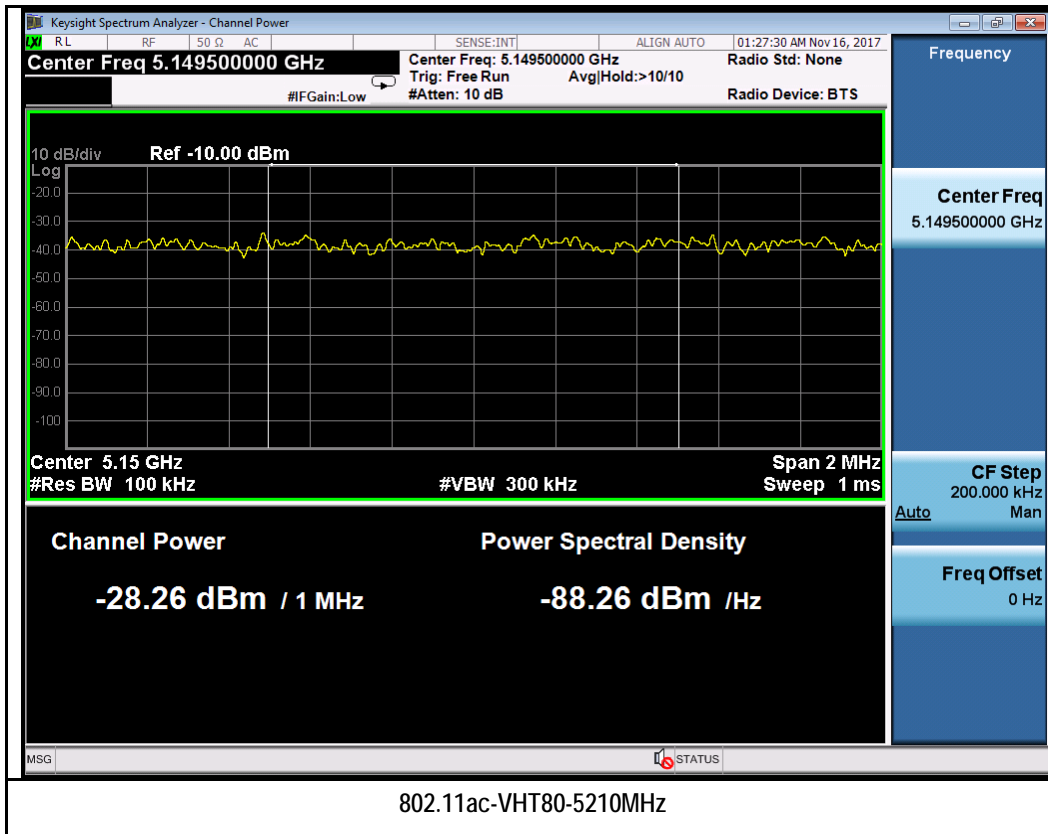 Keysight Spectrum Analyzer - Channel Power
LXI RL RF 50 Ω AC SENSE:INT ALIGN AUTO 01:27:30 AM Nov 16, 2017
Center Freq 5.149500000 GHz
Center Freq: 5.149500000 GHz
Radio Std: None
Trig: Free Run Avg|Hold:>10/10
#IFGain:Low
#Atten: 10 dB
Radio Device: BTS
Frequency
10 dB/div Ref -10.00 dBm
Log
-20.0
-30.0
-40.0
-50.0
-60.0
-70.0
-80.0
-90.0
-100
Center 5.15 GHz Span 2 MHz
#Res BW 100 kHz #VBW 300 kHz Sweep 1 ms
Channel Power Power Spectral Density
-28.26 dBm / 1 MHz -88.26 dBm /Hz
Center Freq
5.149500000 GHz
CF Step
200.000 kHz
Auto Man
Freq Offset
0 Hz
MSG STATUS
802.11ac-VHT80-5210MHz